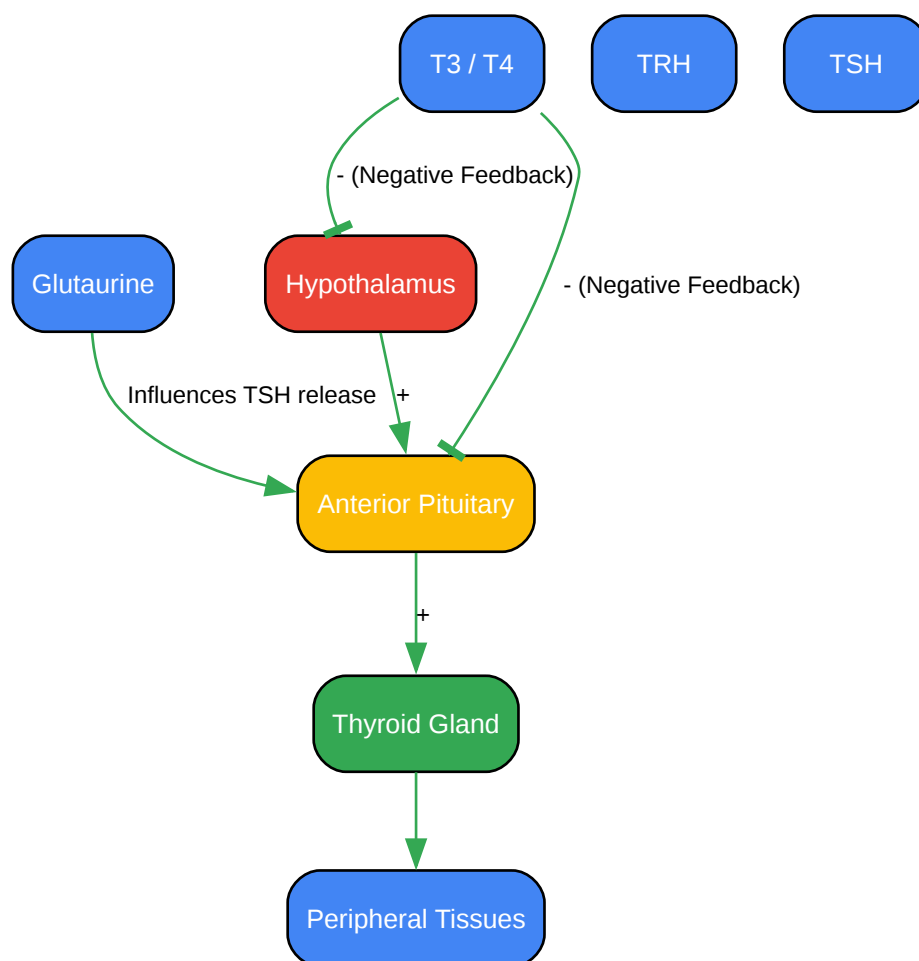 T3 / T4
TRH
TSH
- (Negative Feedback)
Glutaurine
Hypothalamus
- (Negative Feedback)
Influences TSH release
+
Anterior Pituitary
+
Thyroid Gland
Peripheral Tissues